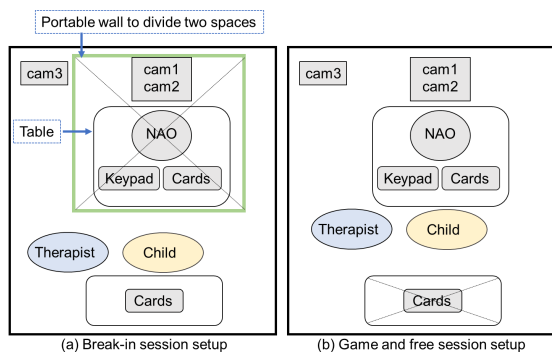 Portable wall to divide two spaces
cam3
cam1
cam2
Table
NAO
Keypad
Cards
Therapist
Child
Cards
(a) Break-in session setup
cam3
cam1
cam2
NAO
Keypad
Cards
Therapist
Child
Cards
(b) Game and free session setup